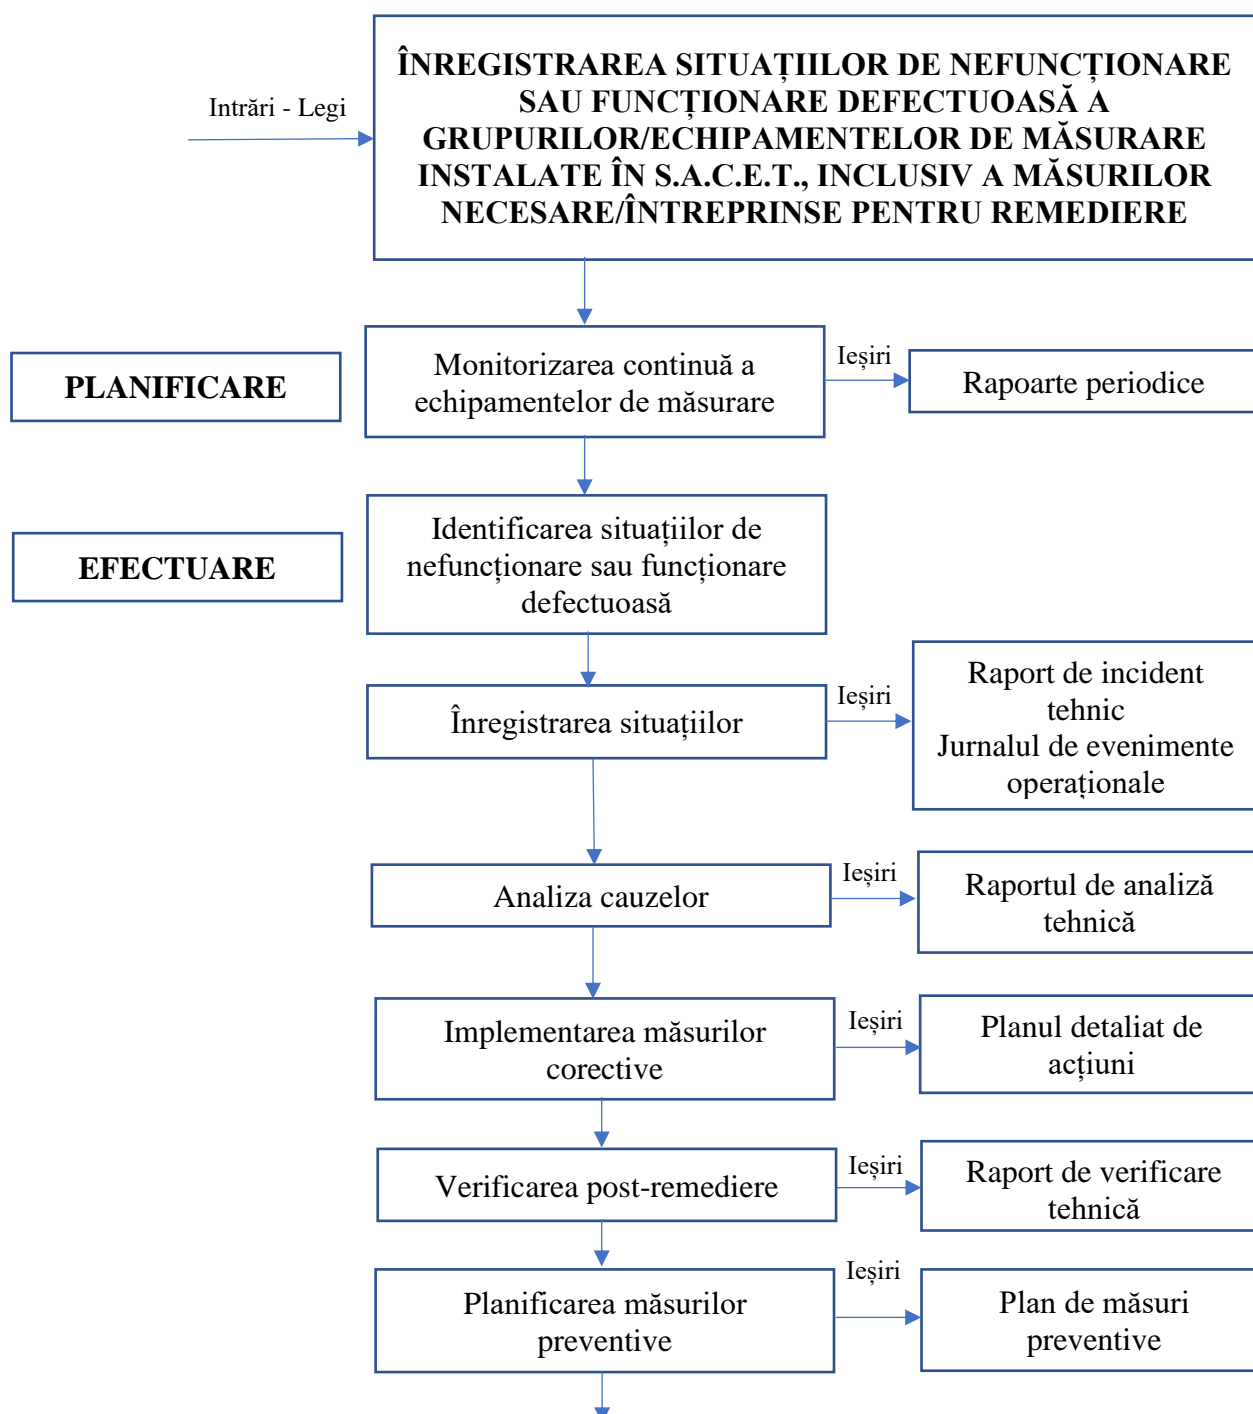 ÎNREGISTRAREA SITUAȚIILOR DE NEFUNCȚIONARE
SAU FUNCȚIONARE DEFECTUOASĂ A
GRUPURILOR/ECHIPAMENTELOR DE MĂSURARE
INSTALATE ÎN S.A.C.E.T., INCLUSIV A MĂSURILOR
NECESARE/ÎNTREPRINSE PENTRU REMEDIERE
Intrări - Legi
PLANIFICARE
Monitorizarea continuă a
echipamentelor de măsurare
Ieșiri
Rapoarte periodice
EFECTUARE
Identificarea situațiilor de
nefuncționare sau funcționare
defectuoasă
Înregistrarea situațiilor
Ieșiri
Raport de incident
tehnic
Jurnalul de evenimente
operaționale
Analiza cauzelor
Ieșiri
Raportul de analiză
tehnică
Implementarea măsurilor
corective
Ieșiri
Planul detaliat de
acțiuni
Verificarea post-remediere
Ieșiri
Raport de verificare
tehnică
Planificarea măsurilor
preventive
Ieșiri
Plan de măsuri
preventive